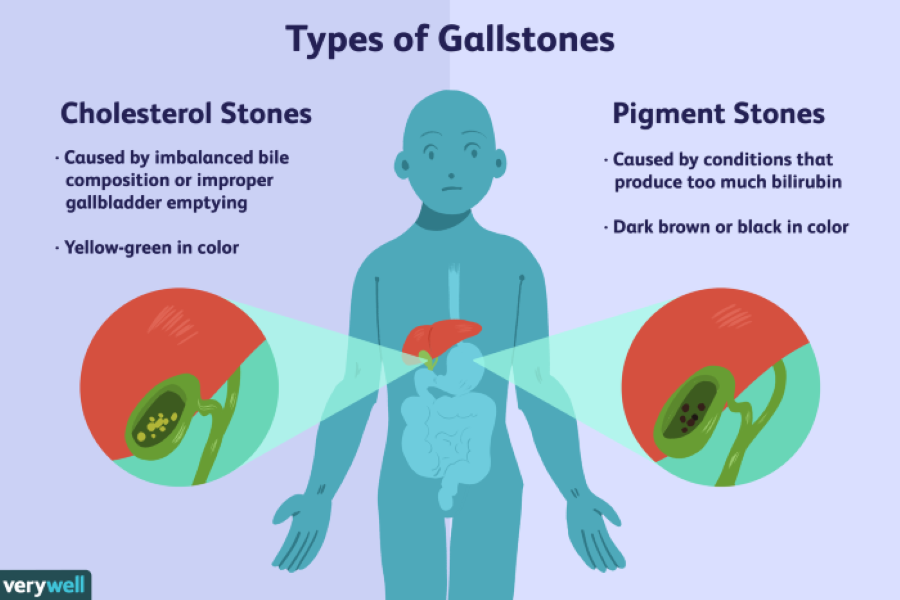 Types of Gallstones
Cholesterol Stones
· Caused by imbalanced bile
composition or improper
gallbladder emptying
· Yellow-green in color
Pigment Stones
· Caused by conditions that
produce too much bilirubin
· Dark brown or black in color
verywell